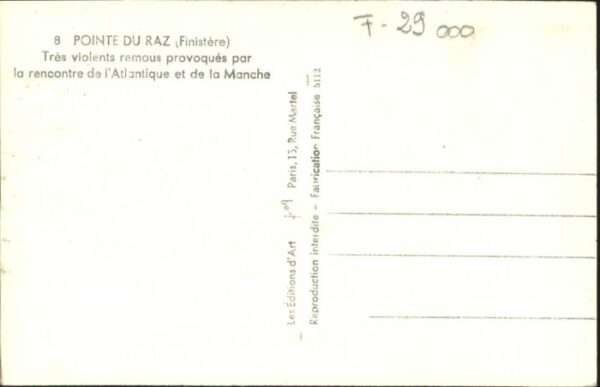 8 POINTE DU RAZ (Finistère)
Très violents remous provoqués par
la rencontre de l'Atlantique et de la Manche
F-29 000
Les Éditions d'Art Paris, 15, Rue Martel
Reproduction interdite - Fabrication Française